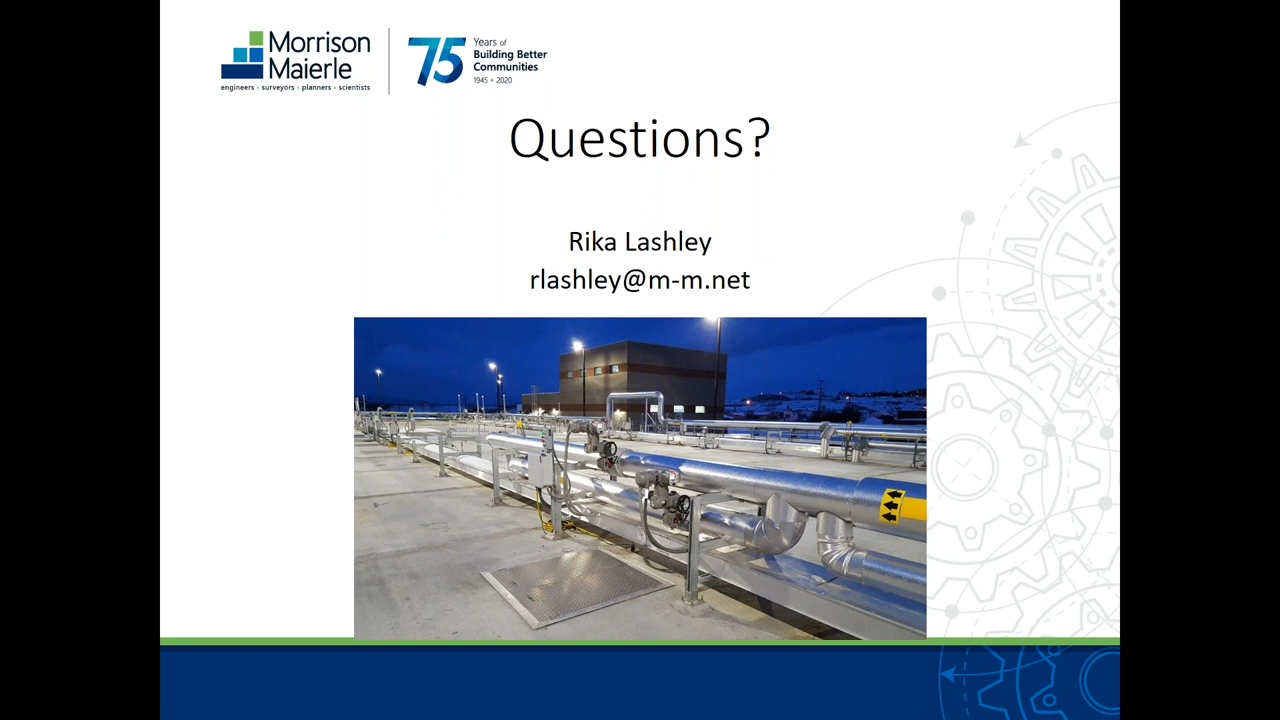 Morrison
Maierle
engineers · surveyors · planners · scientists
75
Years of
Building Better
Communities
1945 • 2020
Questions?
Rika Lashley
rlashley@m-m.net